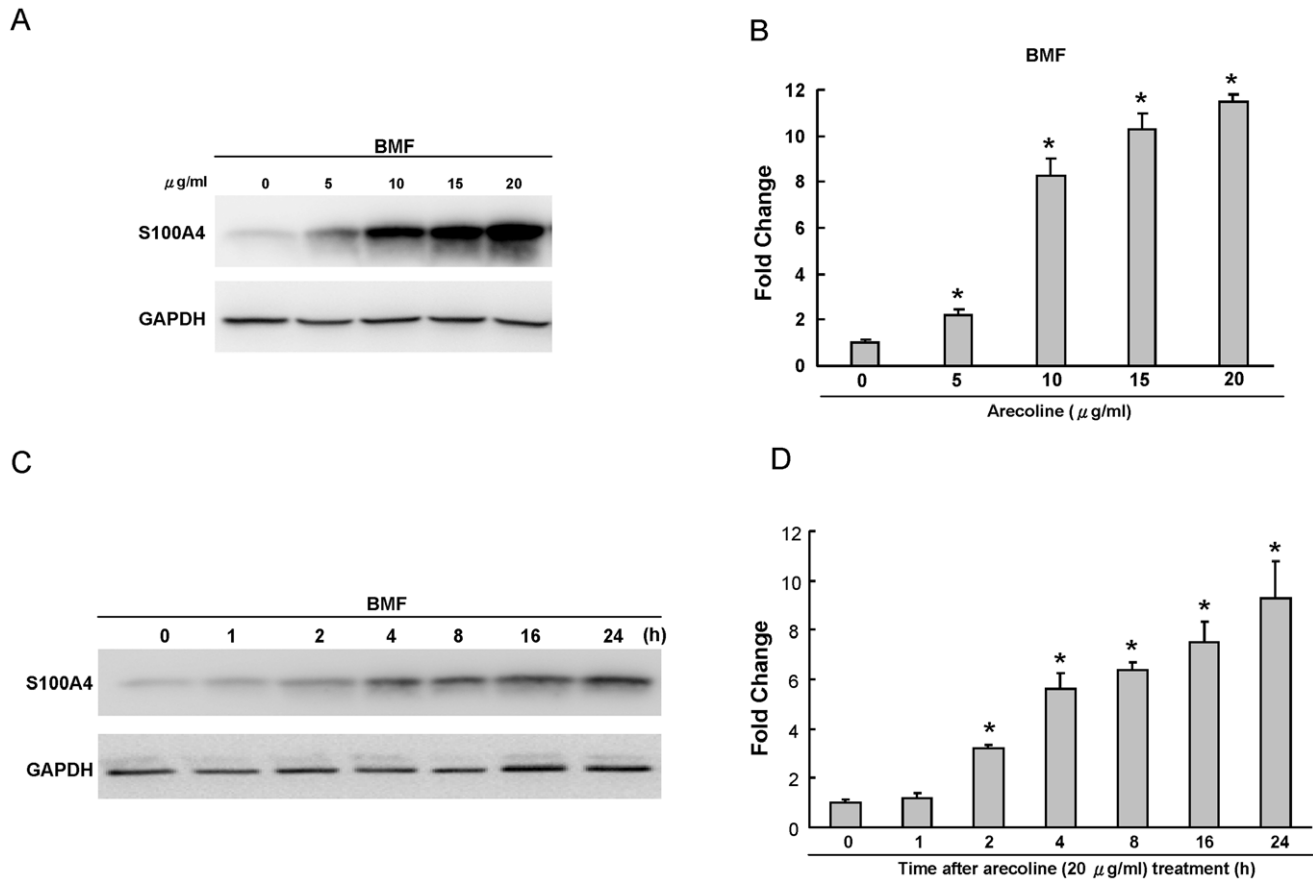 A
BMF
μg/ml 0 5 10 15 20
S100A4
GAPDH
B
BMF
Fold Change
12
10
8
6
4
2
0
* * * *
0 5 10 15 20
Arecoline (μg/ml)
C
BMF
0 1 2 4 8 16 24 (h)
S100A4
GAPDH
D
Fold Change
12
10
8
6
4
2
0
* * * * *
0 1 2 4 8 16 24
Time after arecoline (20 μg/ml) treatment (h)